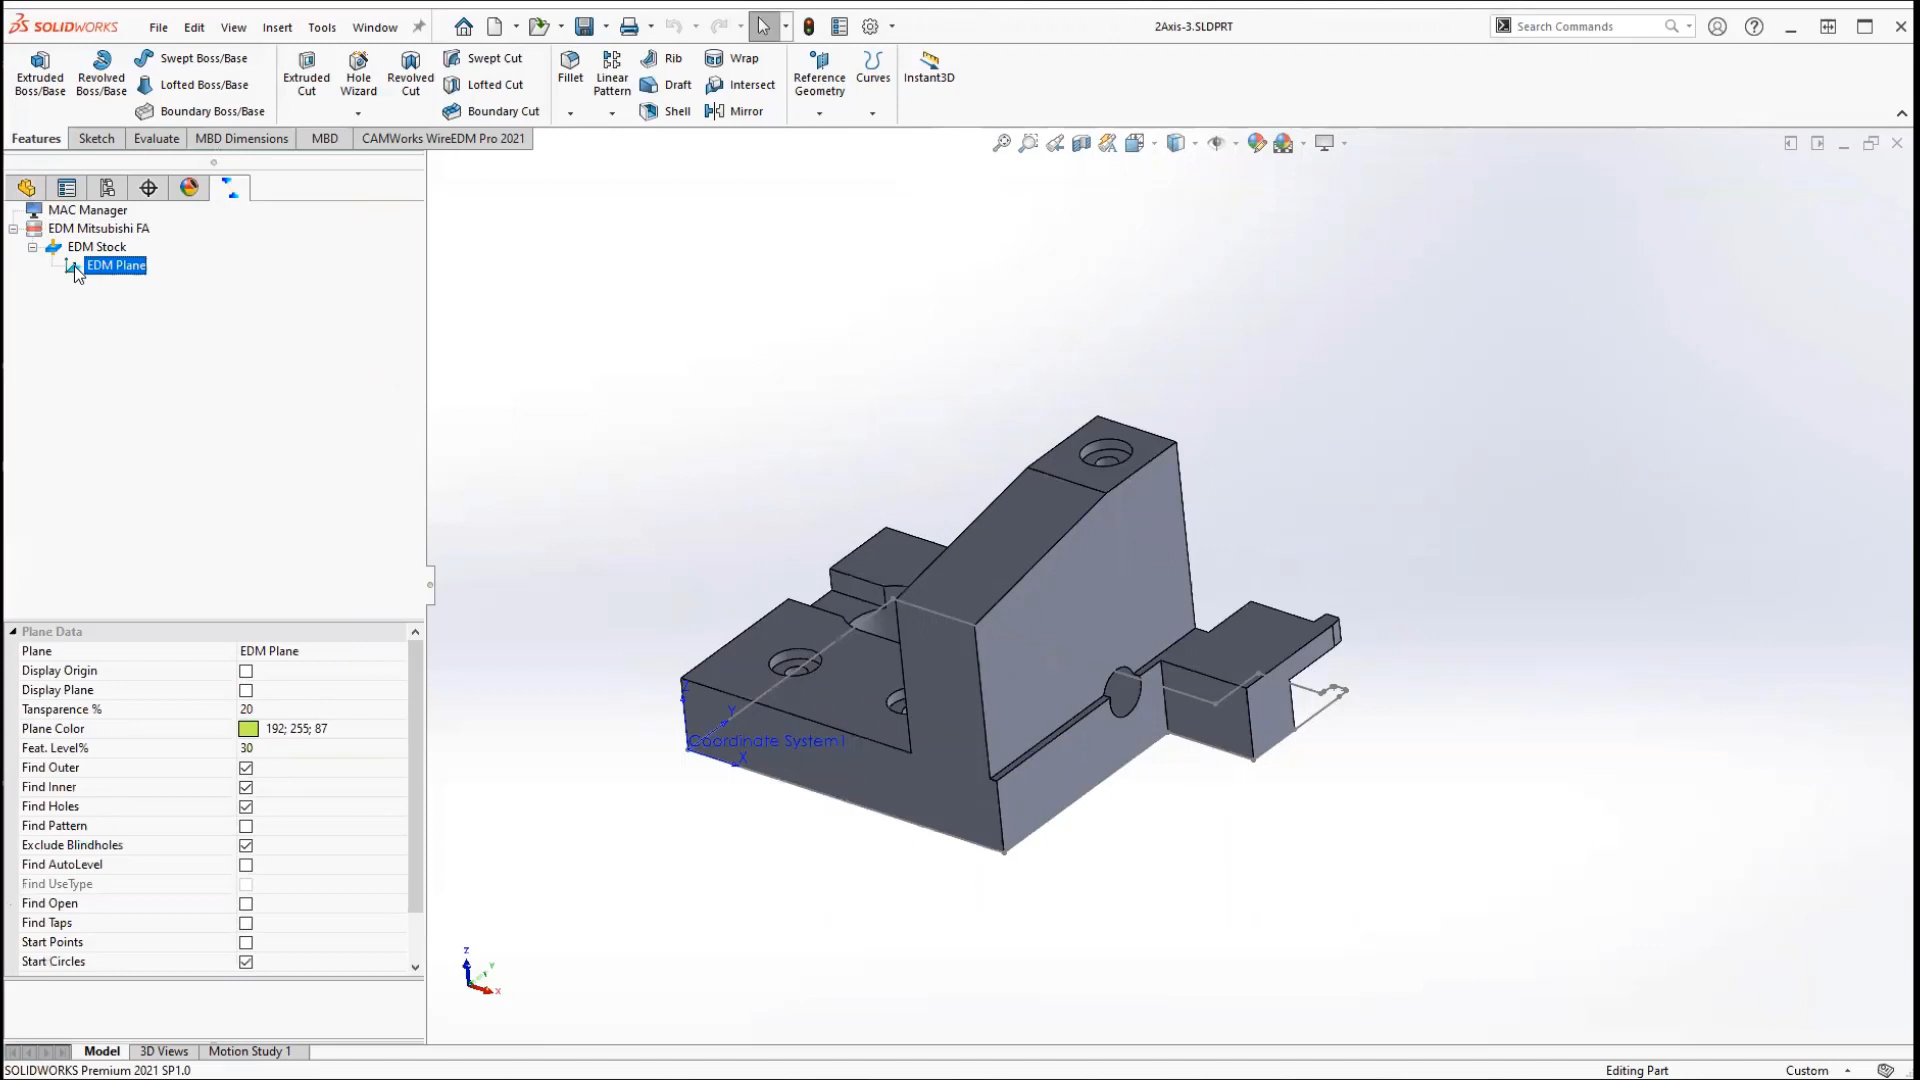 SOLIDWORKS File Edit View Insert Tools Window 2Axis-3.SLDPRT Search Commands
Extruded Boss/Base
Revolved Boss/Base
Swept Boss/Base
Lofted Boss/Base
Boundary Boss/Base
Extruded Cut
Hole Wizard
Revolved Cut
Swept Cut
Lofted Cut
Boundary Cut
Fillet
Linear Pattern
Rib
Draft
Shell
Wrap
Intersect
Mirror
Reference Geometry
Curves
Instant3D
Features Sketch Evaluate MBD Dimensions MBD CAMWorks WireEDM Pro 2021
MAC Manager
EDM Mitsubishi FA
EDM Stock
EDM Plane
Plane Data
Plane EDM Plane
Display Origin
Display Plane
Tansparence % 20
Plane Color 192; 255; 87
Feat. Level% 30
Find Outer
Find Inner
Find Holes
Find Pattern
Exclude Blindholes
Find AutoLevel
Find UseType
Find Open
Find Taps
Start Points
Start Circles
Z
Y
Coordinate System1
X
Z
Y
X
Model 3D Views Motion Study 1
SOLIDWORKS Premium 2021 SP1.0 Editing Part Custom